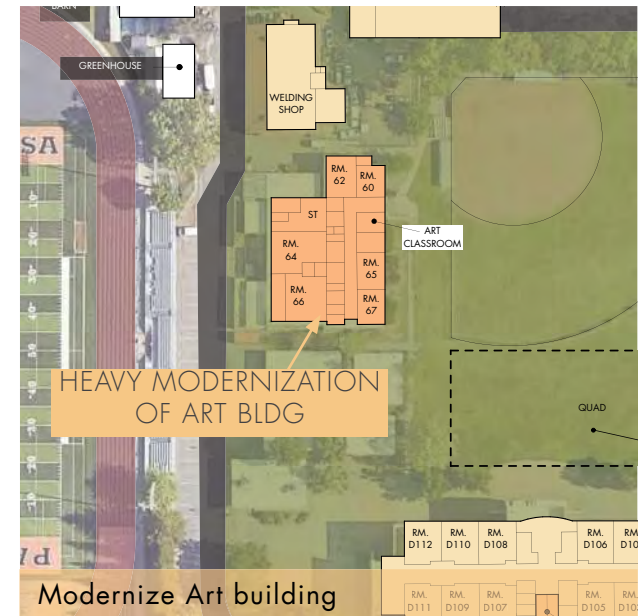 BARN
GREENHOUSE
WELDING
SHOP
SA
RM.
62
RM.
60
ST
ART
CLASSROOM
RM.
64
RM.
65
RM.
66
RM.
67
HEAVY MODERNIZATION
OF ART BLDG
QUAD
RM.
D112
RM.
D110
RM.
D108
RM.
D106
Modernize Art building
RM.
D111
RM.
D109
RM.
D107
RM.
D105